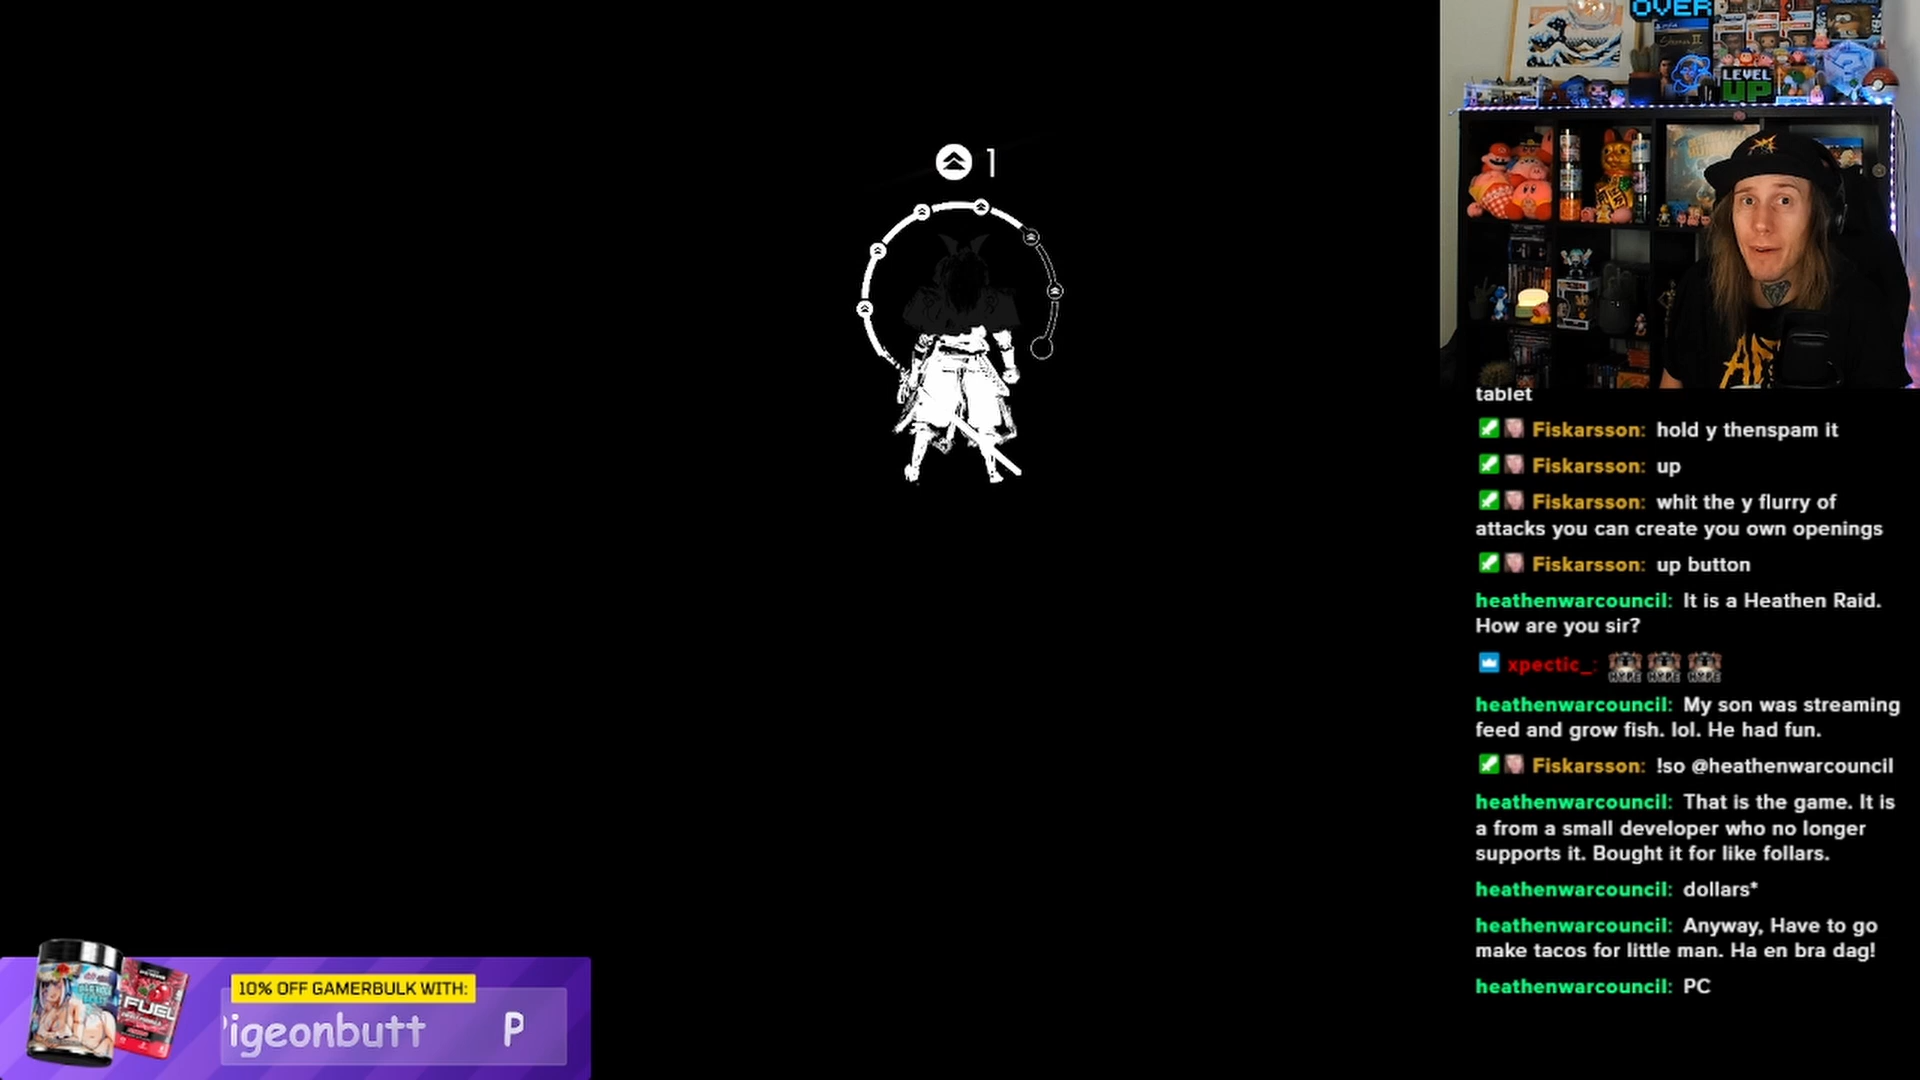 OVER
LEVEL
UP
1
tablet
Fiskarsson: hold y thenspam it
Fiskarsson: up
Fiskarsson: whit the y flurry of
attacks you can create you own openings
Fiskarsson: up button
heathenwarcouncil: It is a Heathen Raid.
How are you sir?
xpectic_: HYPE HYPE HYPE
heathenwarcouncil: My son was streaming
feed and grow fish. lol. He had fun.
Fiskarsson: !so @heathenwarcouncil
heathenwarcouncil: That is the game. It is
a from a small developer who no longer
supports it. Bought it for like follars.
heathenwarcouncil: dollars*
heathenwarcouncil: Anyway, Have to go
make tacos for little man. Ha en bra dag!
heathenwarcouncil: PC
10% OFF GAMERBULK WITH:
igeonbutt P
FUEL